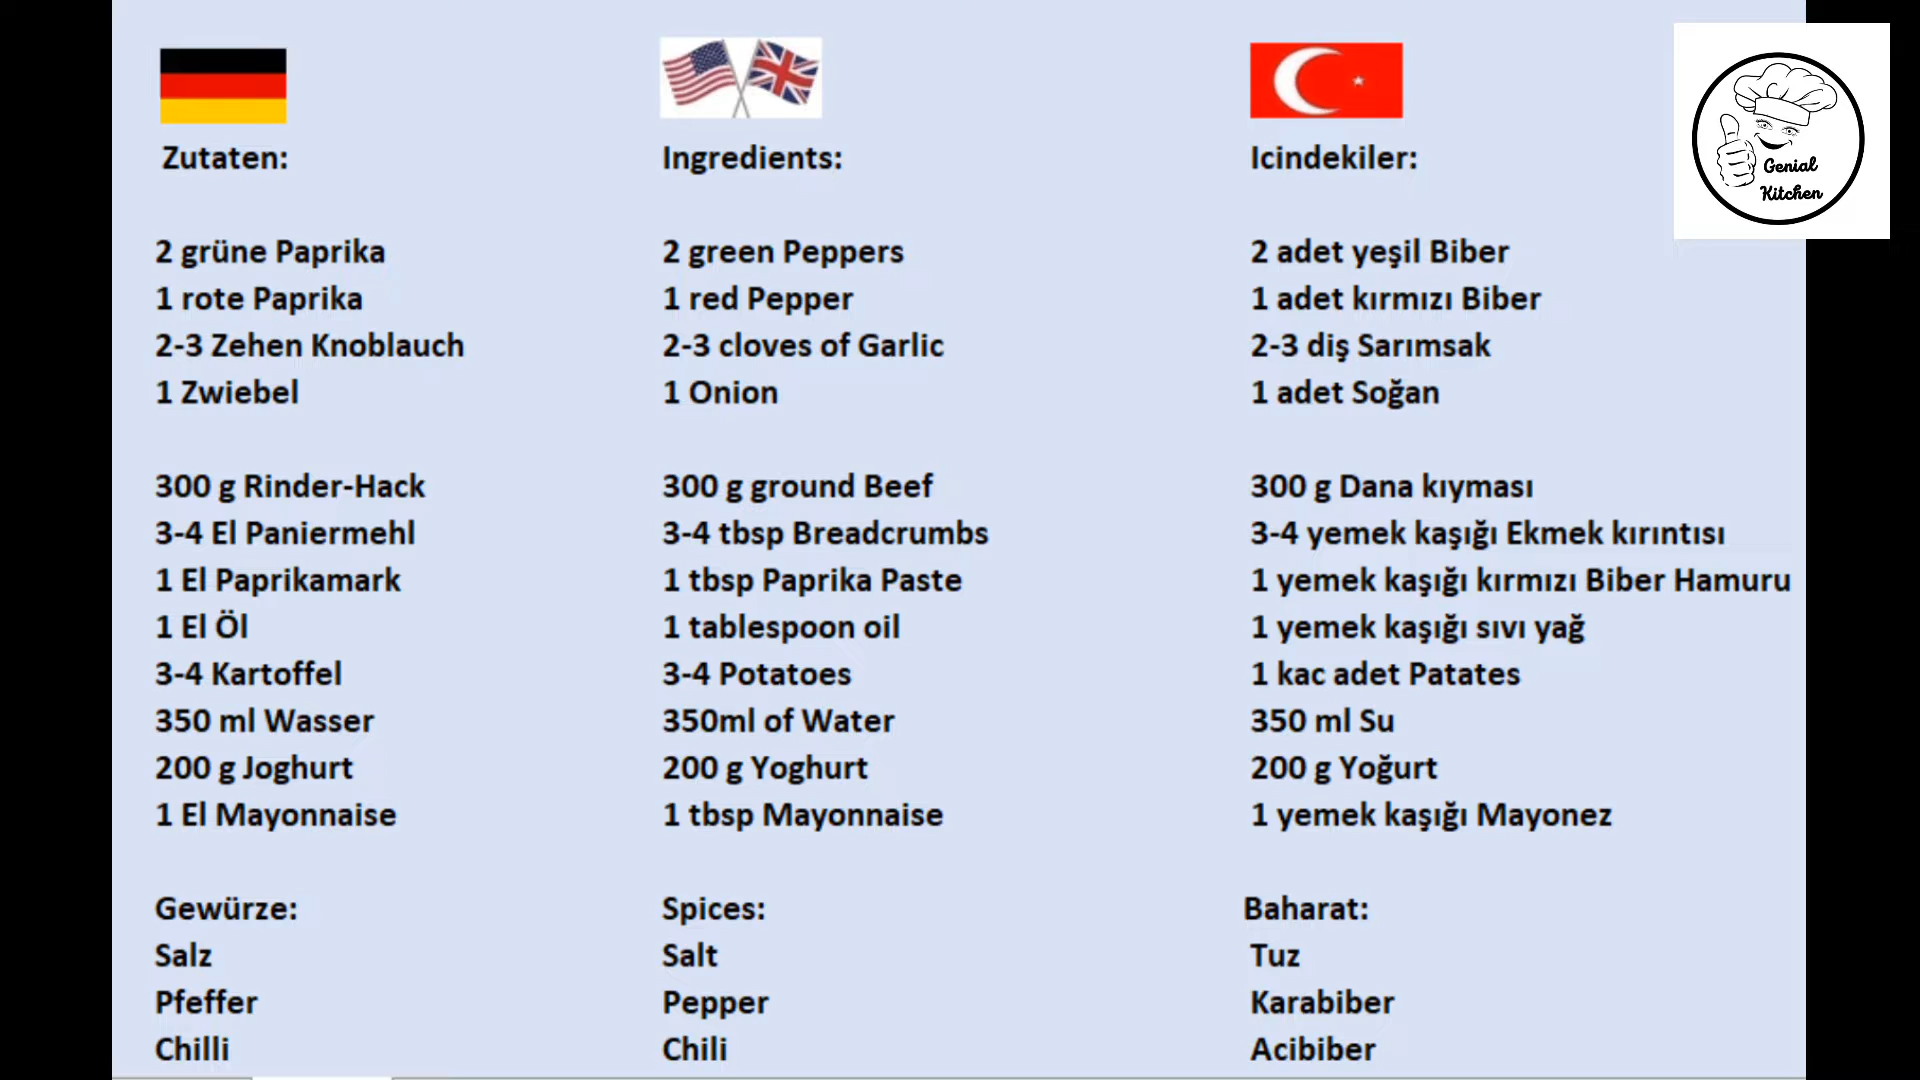 Zutaten:
2 grüne Paprika
1 rote Paprika
2-3 Zehen Knoblauch
1 Zwiebel
300 g Rinder-Hack
3-4 El Paniermehl
1 El Paprikamark
1 El Öl
3-4 Kartoffel
350 ml Wasser
200 g Joghurt
1 El Mayonnaise
Gewürze:
Salz
Pfeffer
Chilli
Ingredients:
2 green Peppers
1 red Pepper
2-3 cloves of Garlic
1 Onion
300 g ground Beef
3-4 tbsp Breadcrumbs
1 tbsp Paprika Paste
1 tablespoon oil
3-4 Potatoes
350ml of Water
200 g Yoghurt
1 tbsp Mayonnaise
Spices:
Salt
Pepper
Chili
Icindekiler:
2 adet yeşil Biber
1 adet kırmızı Biber
2-3 diş Sarımsak
1 adet Soğan
300 g Dana kıyması
3-4 yemek kaşığı Ekmek kırıntısı
1 yemek kaşığı kırmızı Biber Hamuru
1 yemek kaşığı sıvı yağ
1 kac adet Patates
350 ml Su
200 g Yoğurt
1 yemek kaşığı Mayonez
Baharat:
Tuz
Karabiber
Acibiber
Genial
Kitchen